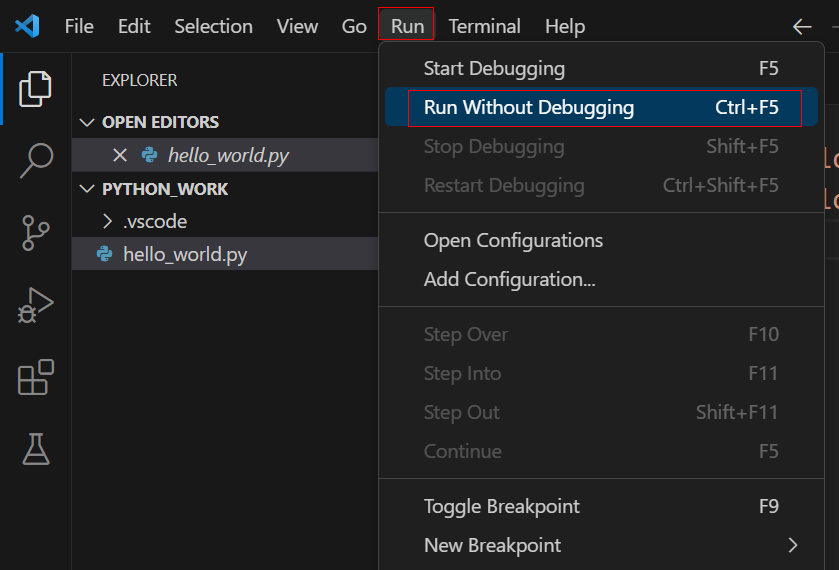 File Edit Selection View Go Run Terminal Help
EXPLORER
OPEN EDITORS
hello_world.py
PYTHON_WORK
.vscode
hello_world.py
Start Debugging F5
Run Without Debugging Ctrl+F5
Stop Debugging Shift+F5
Restart Debugging Ctrl+Shift+F5
Open Configurations
Add Configuration...
Step Over F10
Step Into F11
Step Out Shift+F11
Continue F5
Toggle Breakpoint F9
New Breakpoint